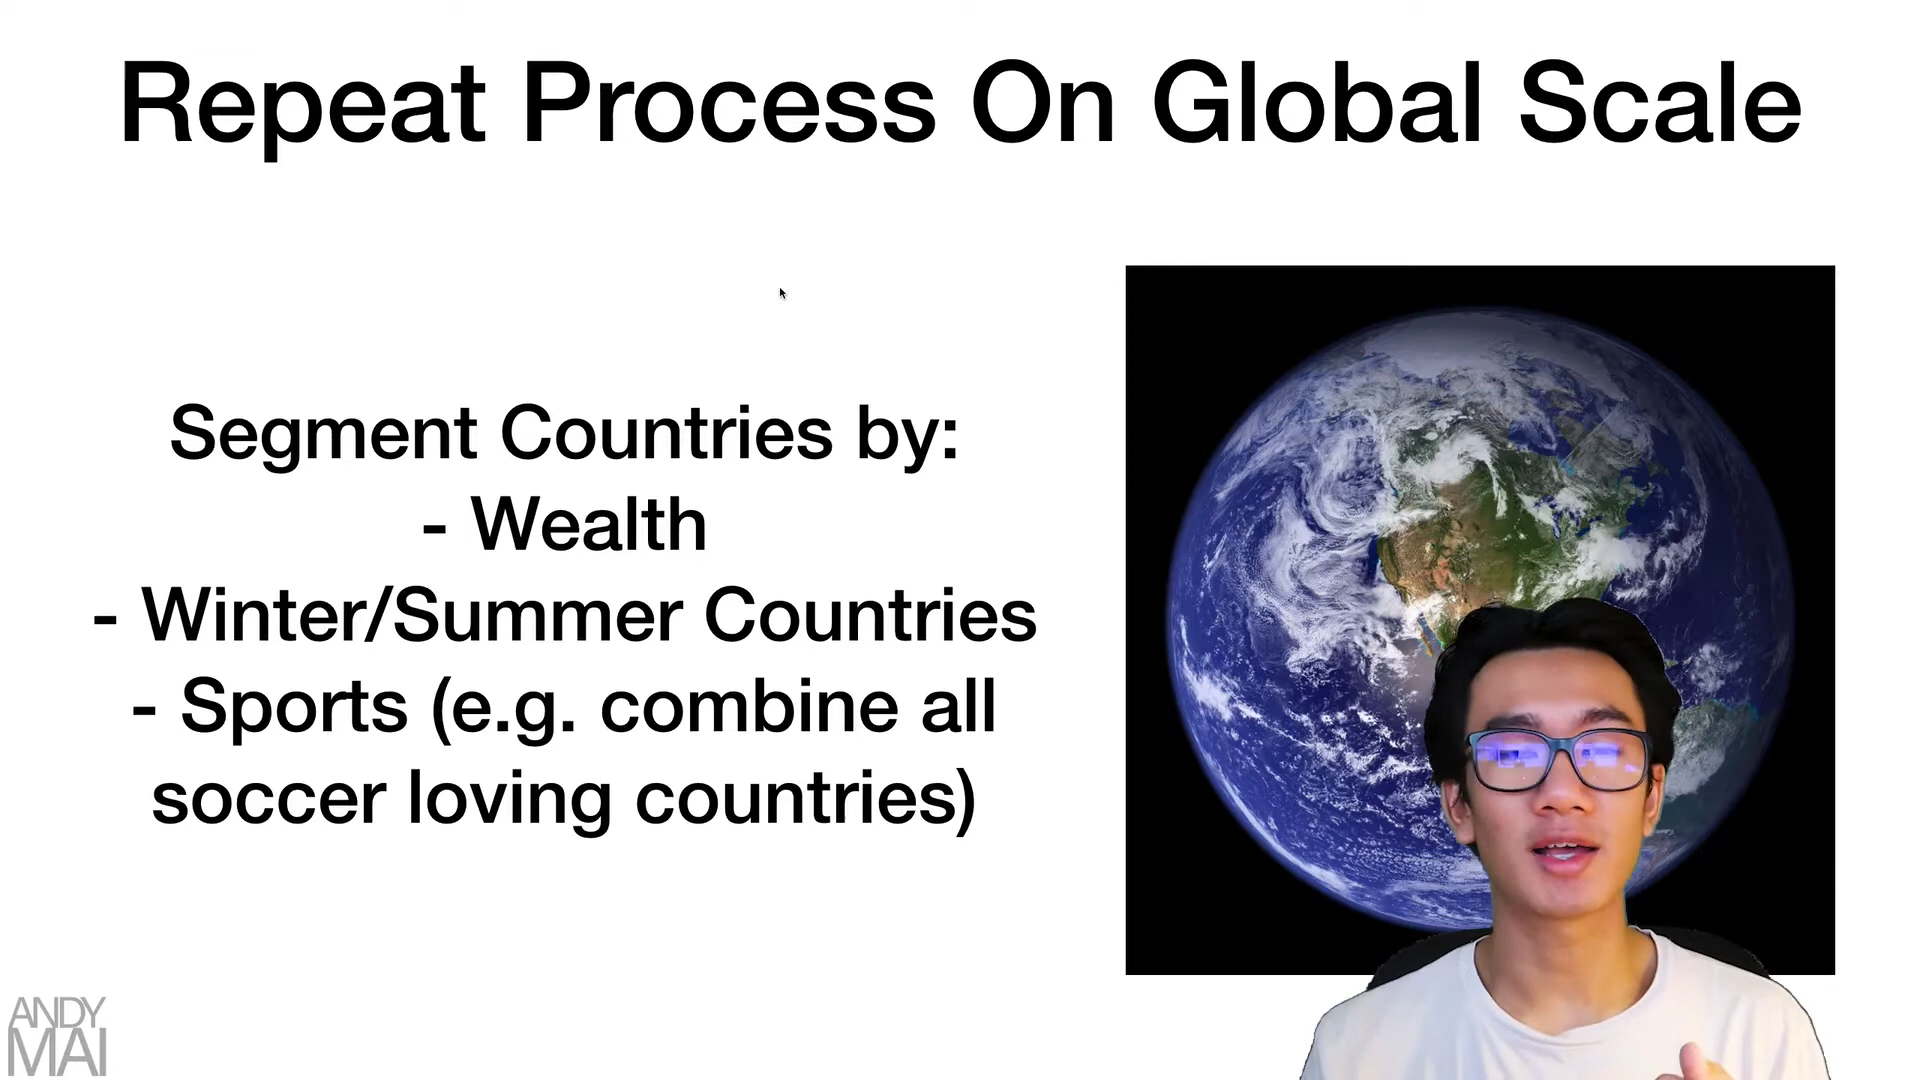 Repeat Process On Global Scale
Segment Countries by:
- Wealth
- Winter/Summer Countries
- Sports (e.g. combine all
soccer loving countries)
ANDY
MAI